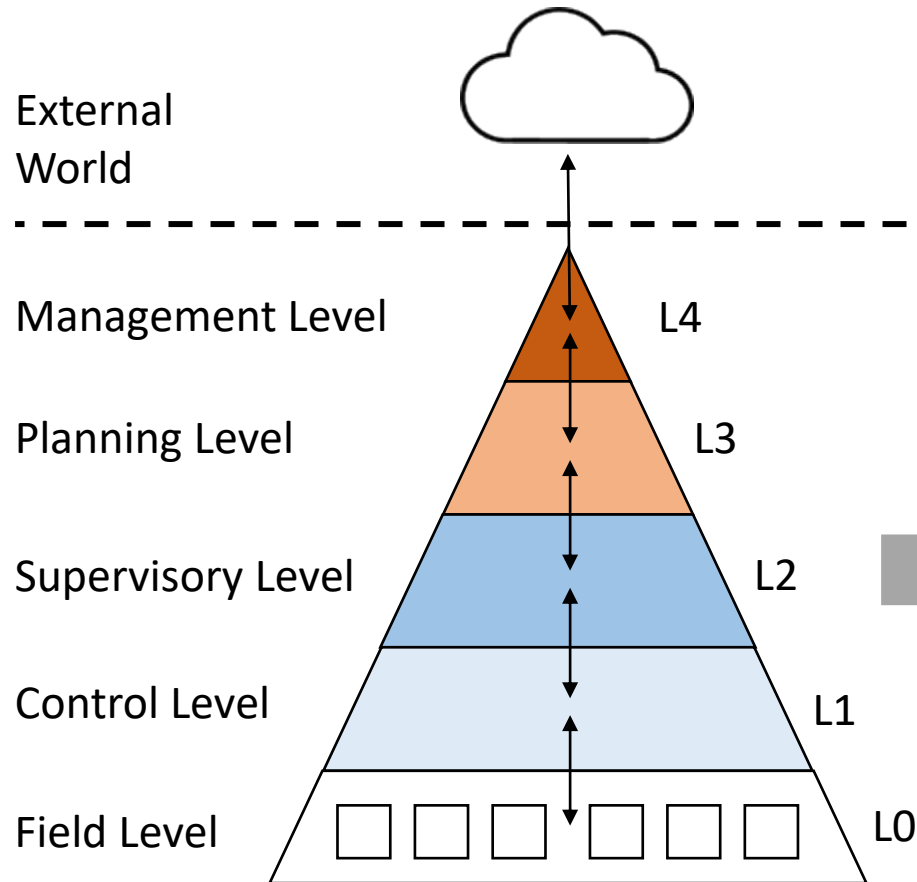 External
World
Management Level
L4
Planning Level
L3
Supervisory Level
L2
Control Level
L1
Field Level
L0